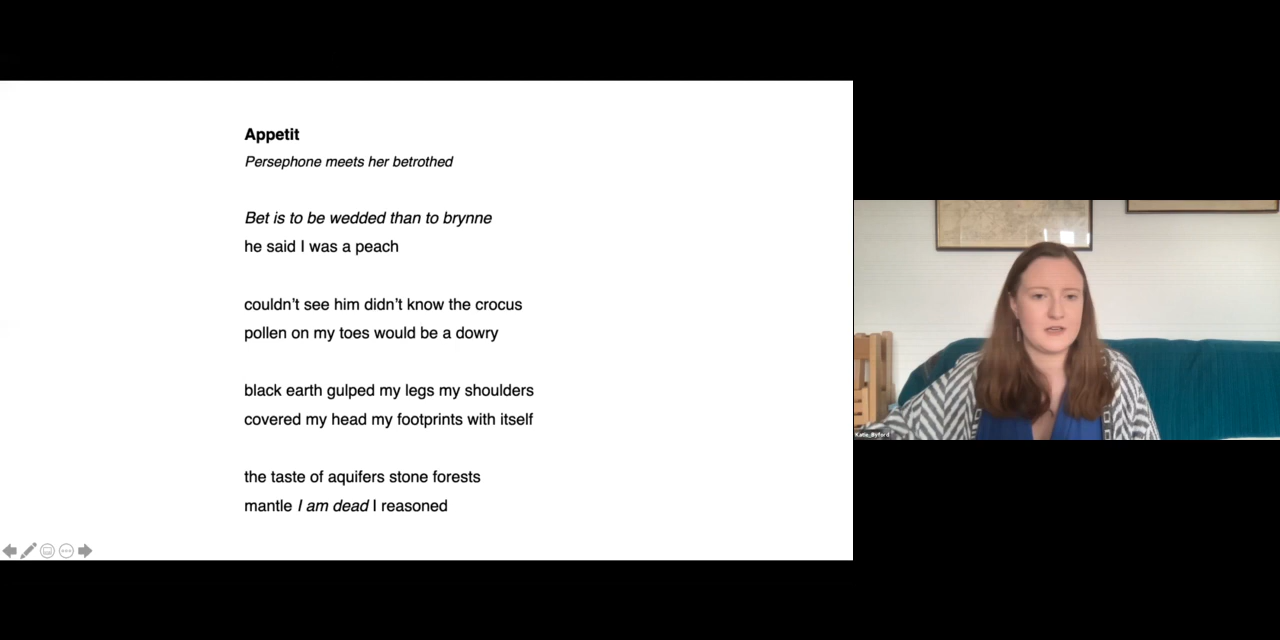 Appetit
Persephone meets her betrothed
Bet is to be wedded than to brynne
he said I was a peach
couldn’t see him didn’t know the crocus
pollen on my toes would be a dowry
black earth gulped my legs my shoulders
covered my head my footprints with itself
the taste of aquifers stone forests
mantle I am dead I reasoned
Katie_Byford